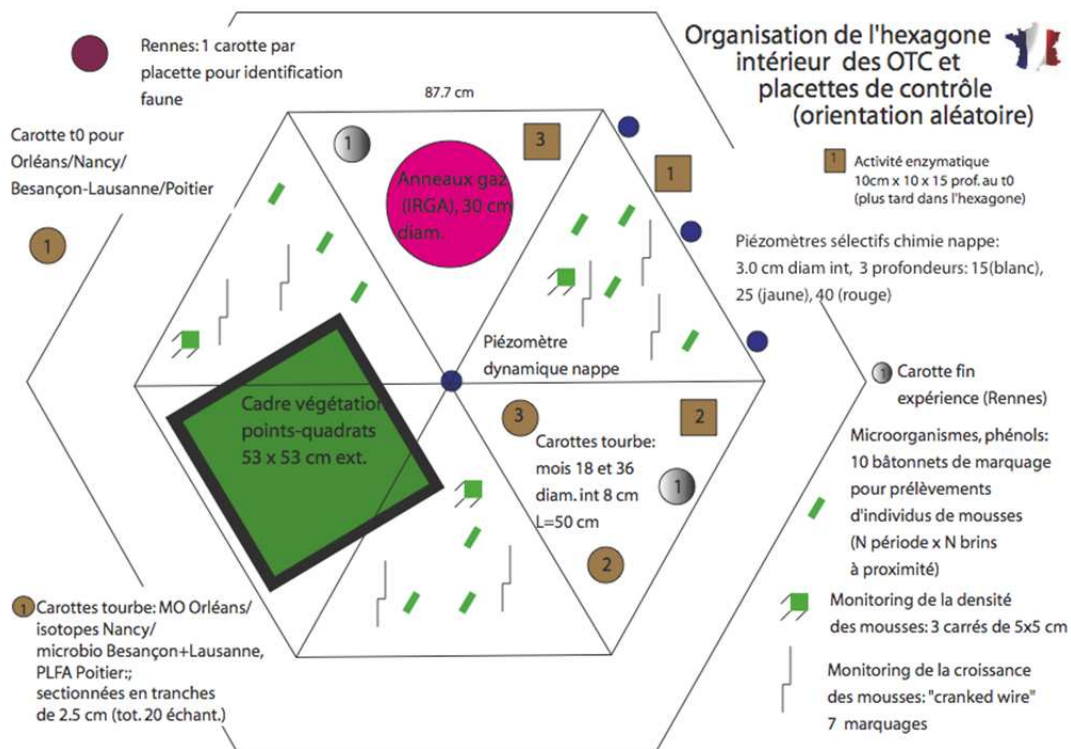 Organisation de l'hexagone
intérieur des OTC et
placettes de contrôle
(orientation aléatoire)
Rennes: 1 carotte par
placette pour identification
faune
87.7 cm
Carotte t0 pour
Orléans/Nancy/
Besançon-Lausanne/Poitier
1
1
3
Anneaux gaz
(IRGA), 30 cm
diam.
1
1
Activité enzymatique
10cm x 10 x 15 prof. au t0
(plus tard dans l'hexagone)
Piézomètres sélectifs chimie nappe:
3.0 cm diam int, 3 profondeurs: 15(blanc),
25 (jaune), 40 (rouge)
Piézomètre
dynamique nappe
1
Carotte fin
expérience (Rennes)
Cadre végétation
points-quadrats
53 x 53 cm ext.
3
2
Carottes tourbe:
mois 18 et 36
diam. int 8 cm
L=50 cm
1
2
Microorganismes, phénols:
10 bâtonnets de marquage
pour prélèvements
d'individus de mousses
(N période x N brins
à proximité)
1
Carottes tourbe: MO Orléans/
isotopes Nancy/
microbio Besançon+Lausanne,
PLFA Poitier:;
sectionnées en tranches
de 2.5 cm (tot. 20 échant.)
Monitoring de la densité
des mousses: 3 carrés de 5x5 cm
Monitoring de la croissance
des mousses: "cranked wire"
7 marquages